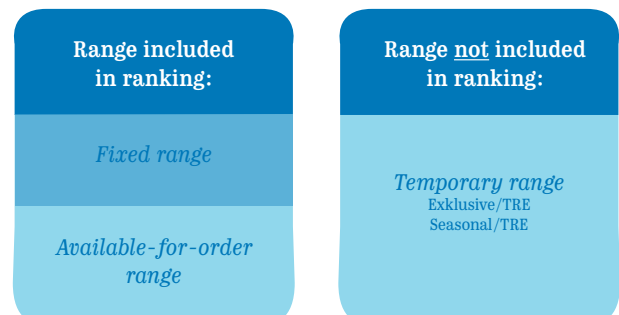 Range included
in ranking:
Fixed range
Available-for-order
range
Range not included
in ranking:
Temporary range
Exklusive/TRE
Seasonal/TRE